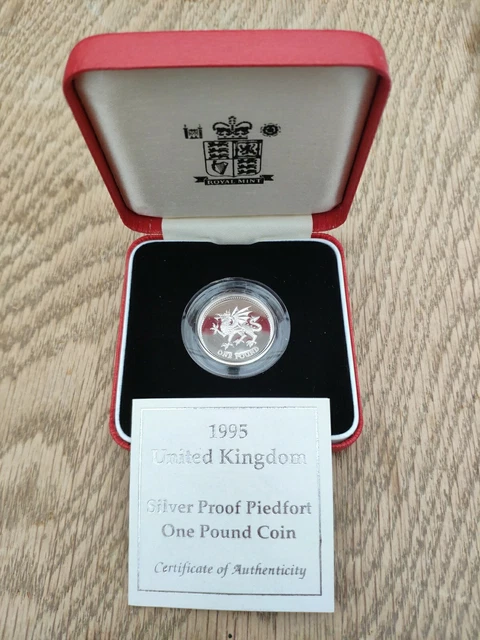 ROYAL MINT
ONE POUND
1995
United Kingdom
Silver Proof Piedfort
One Pound Coin
Certificate of Authenticity